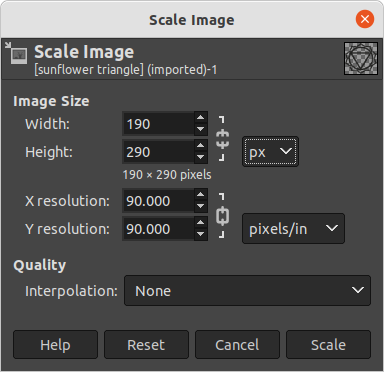 Scale Image
Scale Image
[sunflower triangle] (imported)-1
Image Size
Width: 190
Height: 290 px
190 × 290 pixels
X resolution: 90.000
Y resolution: 90.000 pixels/in
Quality
Interpolation: None
Help Reset Cancel Scale